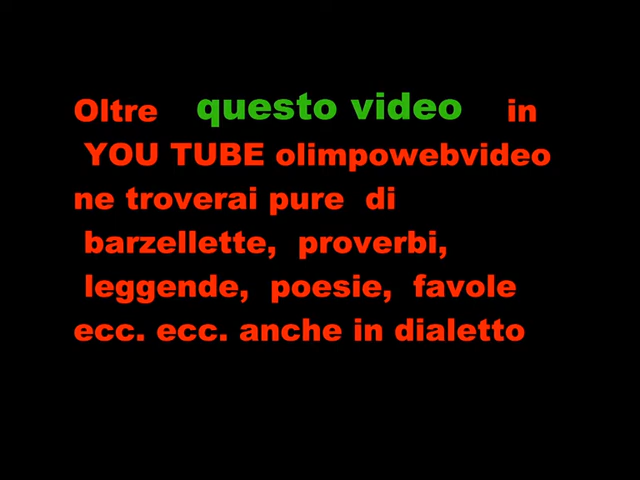 Oltre questo video in
YOU TUBE olimpowebvideo
ne troverai pure di
barzellette, proverbi,
leggende, poesie, favole
ecc. ecc. anche in dialetto